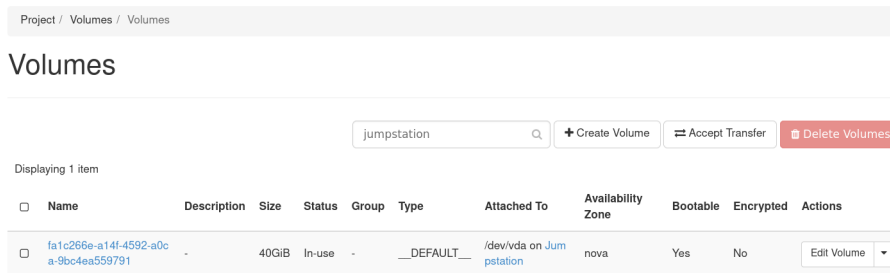 Project / Volumes / Volumes
Volumes
jumpstation
Create Volume
Accept Transfer
Delete Volumes
Displaying 1 item
Name Description Size Status Group Type Attached To Availability Zone Bootable Encrypted Actions
fa1c266e-a14f-4592-a0c - 40GiB In-use - __DEFAULT__ /dev/vda on Jum nova Yes No Edit Volume
a-9bc4ea559791 pstation